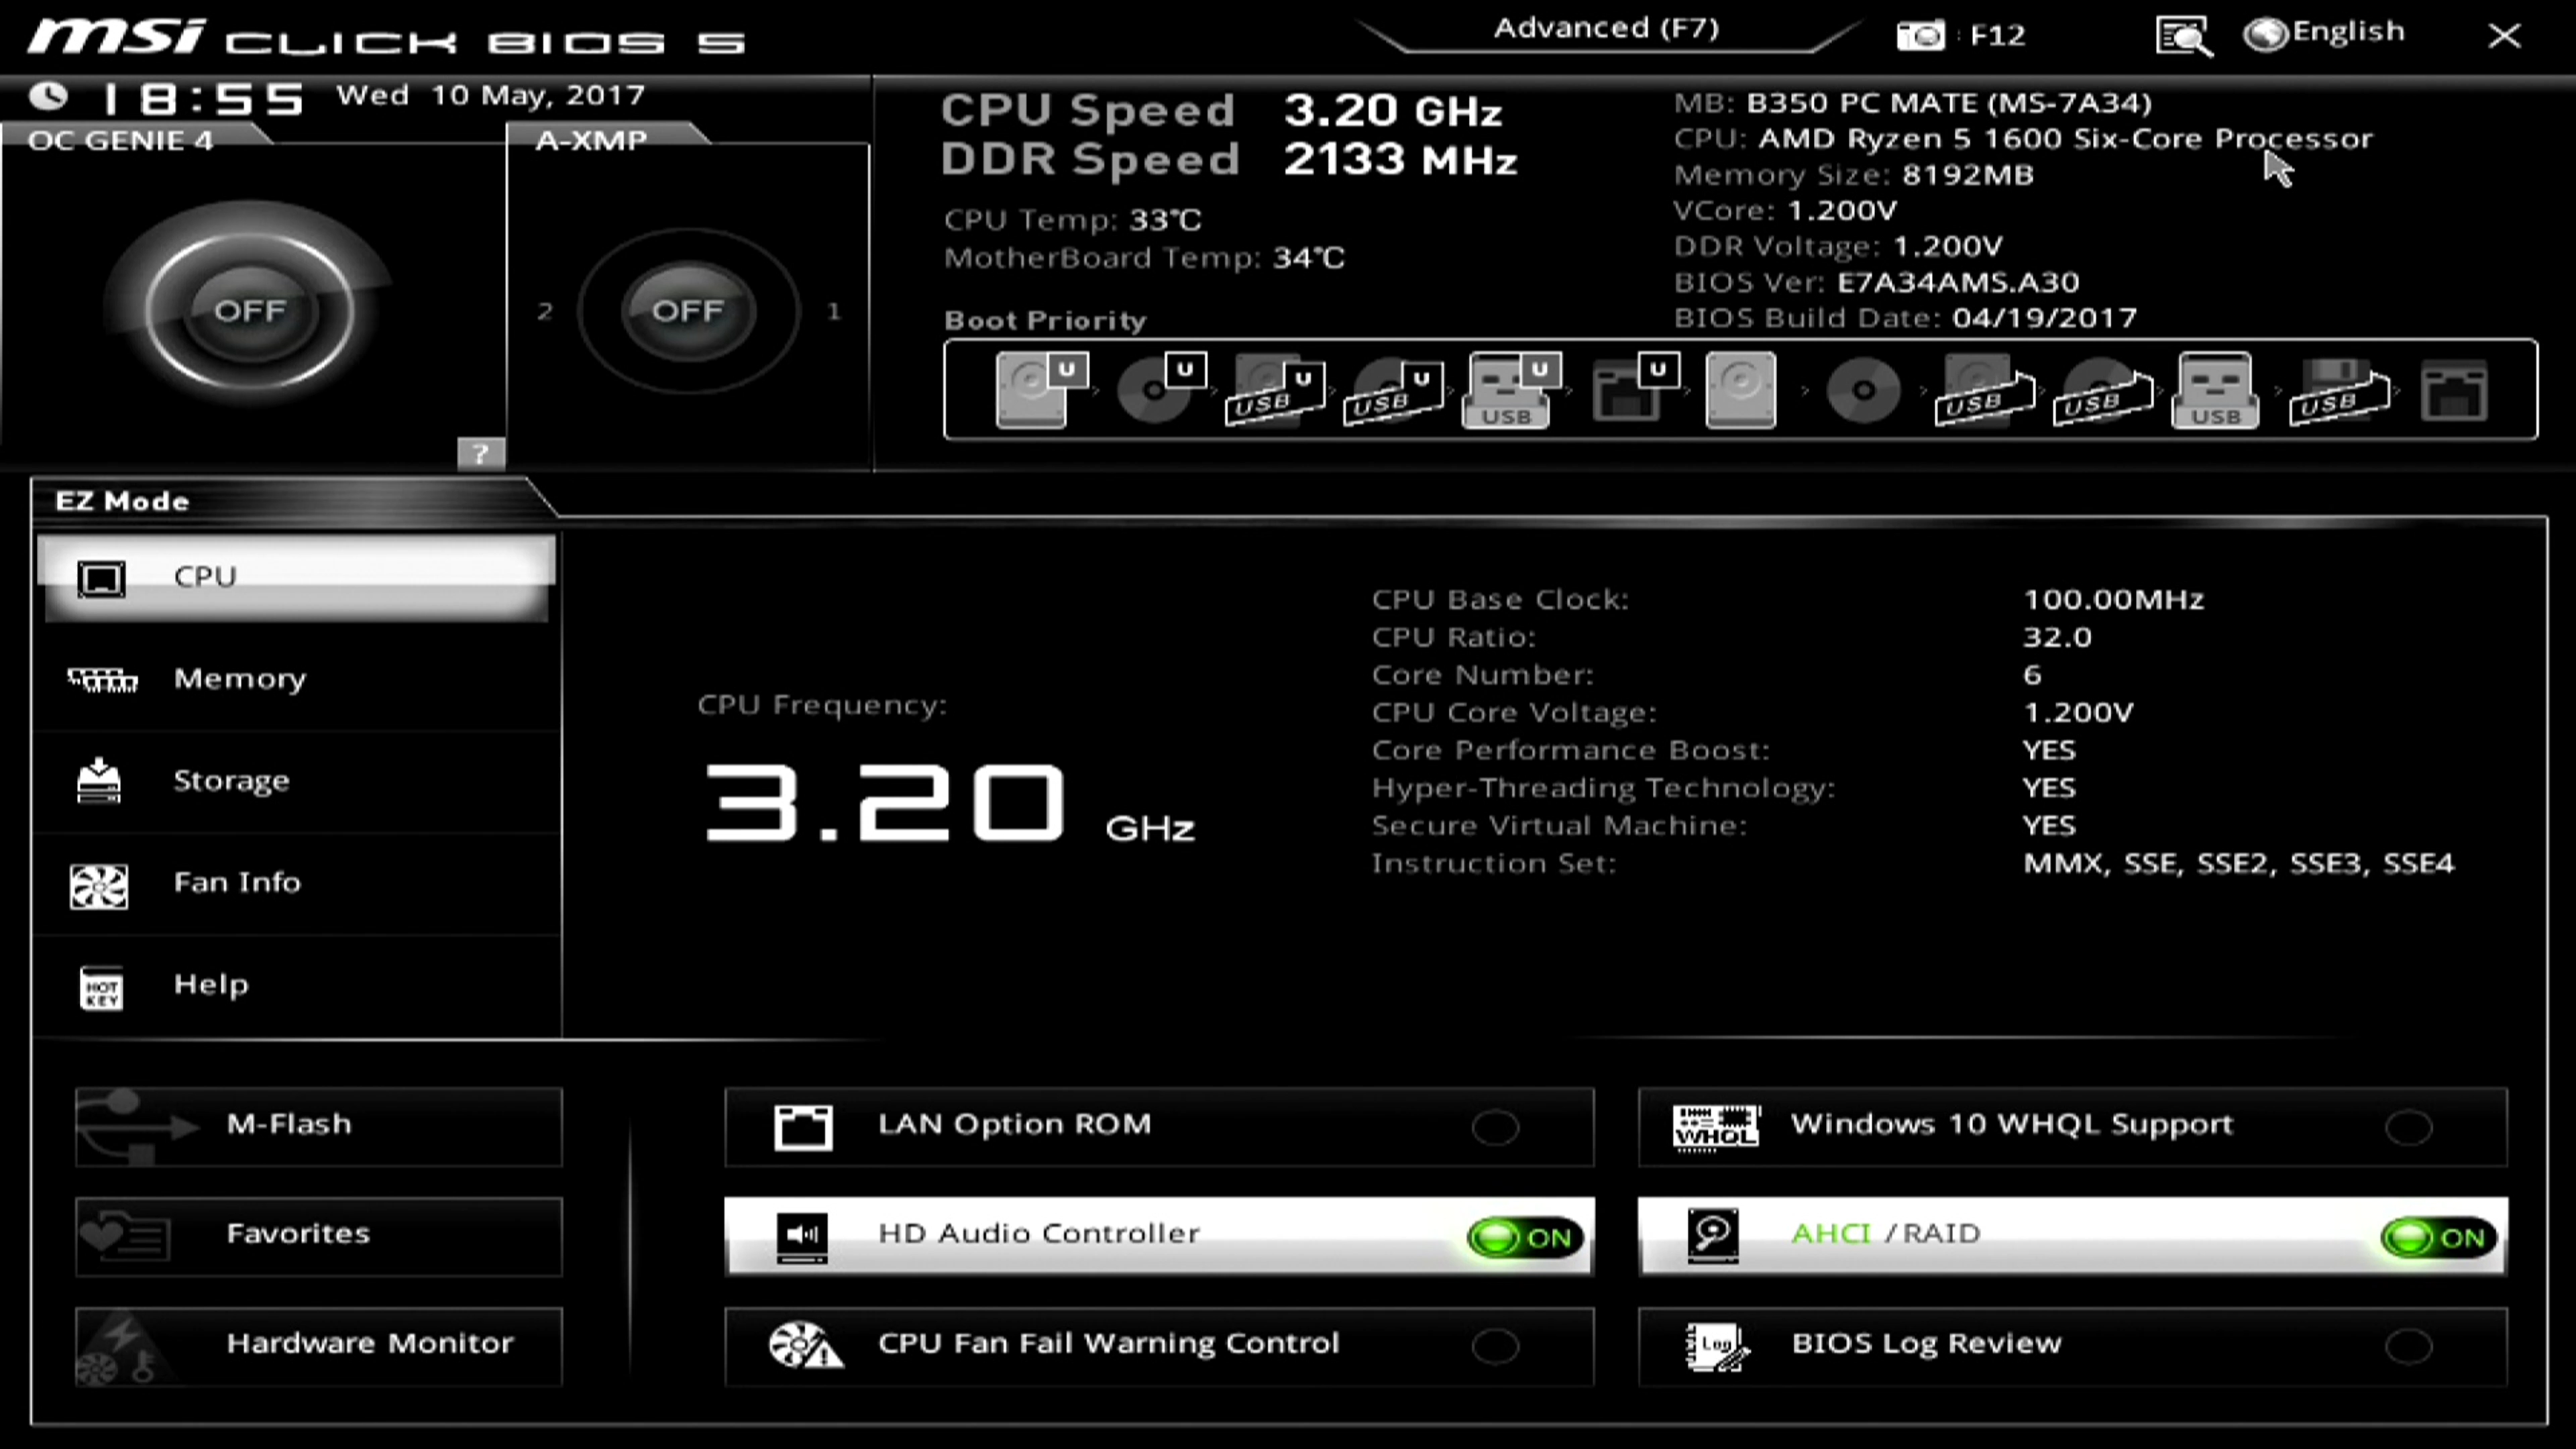 msi CLICK BIOS 5
Advanced (F7)
: F12
English
18:55 Wed 10 May, 2017
OC GENIE 4
OFF
?
A-XMP
2 OFF 1
CPU Speed 3.20 GHz
DDR Speed 2133 MHz
CPU Temp: 33°C
MotherBoard Temp: 34°C
MB: B350 PC MATE (MS-7A34)
CPU: AMD Ryzen 5 1600 Six-Core Processor
Memory Size: 8192MB
VCore: 1.200V
DDR Voltage: 1.200V
BIOS Ver: E7A34AMS.A30
BIOS Build Date: 04/19/2017
Boot Priority
U U USB U USB U USB U U USB USB USB USB
EZ Mode
CPU
Memory
Storage
Fan Info
HOT KEY Help
CPU Frequency:
3.20 GHz
CPU Base Clock: 100.00MHz
CPU Ratio: 32.0
Core Number: 6
CPU Core Voltage: 1.200V
Core Performance Boost: YES
Hyper-Threading Technology: YES
Secure Virtual Machine: YES
Instruction Set: MMX, SSE, SSE2, SSE3, SSE4
M-Flash
Favorites
Hardware Monitor
LAN Option ROM
HD Audio Controller ON
CPU Fan Fail Warning Control
WHQL Windows 10 WHQL Support
AHCI /RAID ON
Log BIOS Log Review